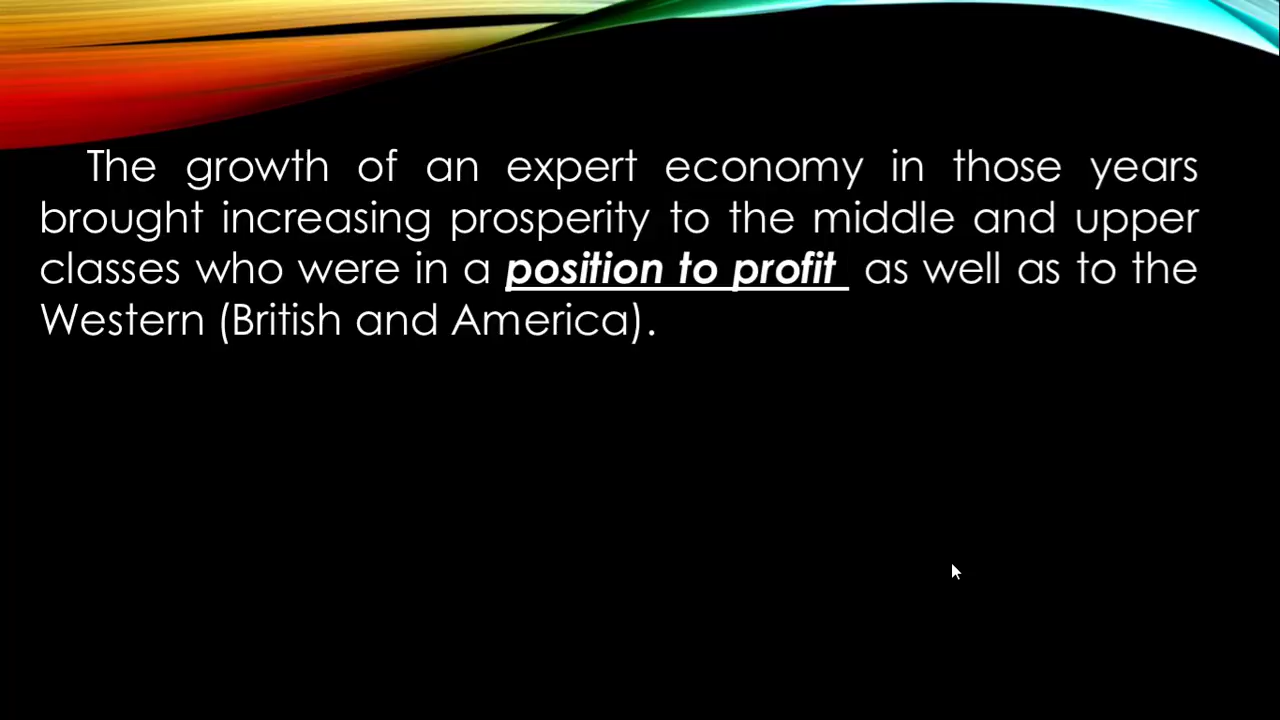 The growth of an expert economy in those years
brought increasing prosperity to the middle and upper
classes who were in a position to profit as well as to the
Western (British and America).